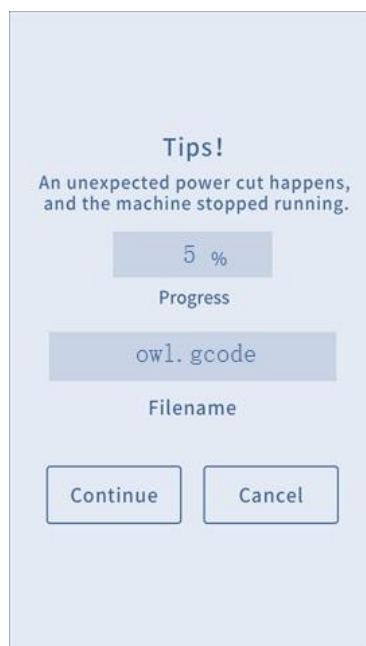 Tips!
An unexpected power cut happens,
and the machine stopped running.
5 %
Progress
owl.gcode
Filename
Continue Cancel